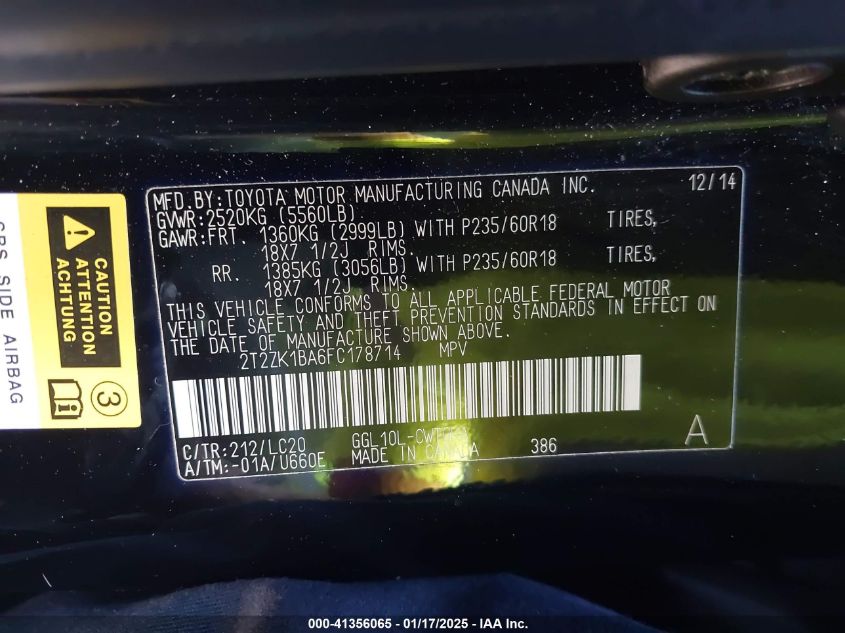 MFD.BY:TOYOTA MOTOR MANUFACTURING CANADA INC. 12/14
GVWR:2520KG (5560LB)
GAWR:FRT. 1360KG (2999LB) WITH P235/60R18 TIRES,
18X7 1/2J RIMS.
RR. 1385KG (3056LB) WITH P235/60R18 TIRES,
18X7 1/2J RIMS.
THIS VEHICLE CONFORMS TO ALL APPLICABLE FEDERAL MOTOR
VEHICLE SAFETY AND THEFT PREVENTION STANDARDS IN EFFECT ON
THE DATE OF MANUFACTURE SHOWN ABOVE.
2T2ZK1BA6FC178714 MPV
C/TR:212/LC20 386 A
A/TM:-01A/U660E MADE IN CANADA
CAUTION
ATTENTION
ACHTUNG
3
SIDE AIRBAG
000-41356065 - 01/17/2025 - IAA Inc.